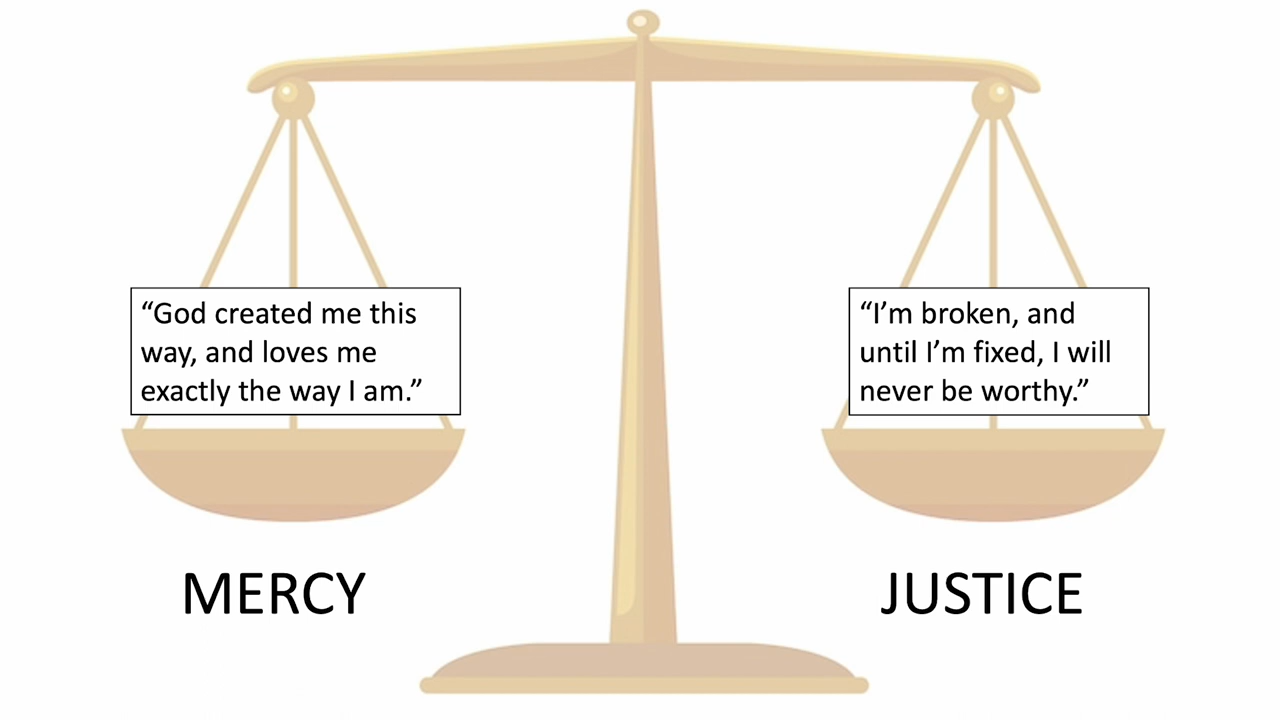 “God created me this
way, and loves me
exactly the way I am.”
“I’m broken, and
until I’m fixed, I will
never be worthy.”
MERCY
JUSTICE